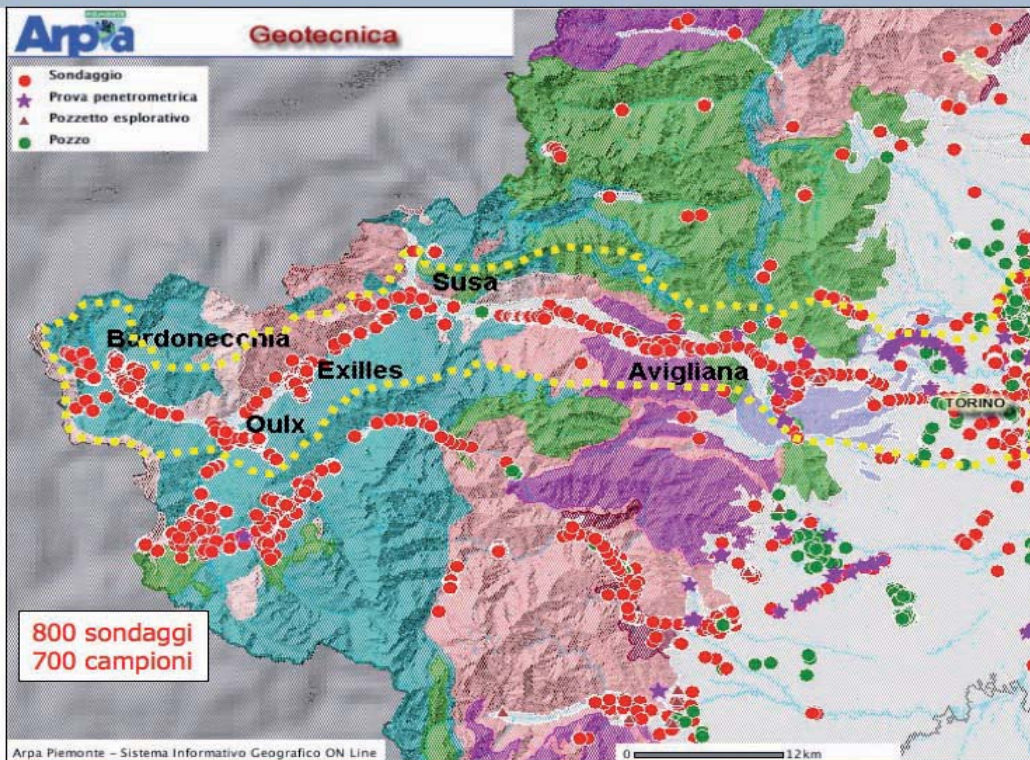 PIEMONTE
Arpa
Geotecnica
Sondaggio
Prova penetrometrica
Pozzetto esplorativo
Pozzo
Susa
Bardonecchia
Exilles
Avigliana
Oulx
TORINO
800 sondaggi
700 campioni
Arpa Piemonte – Sistema Informativo Geografico ON Line
0 12km